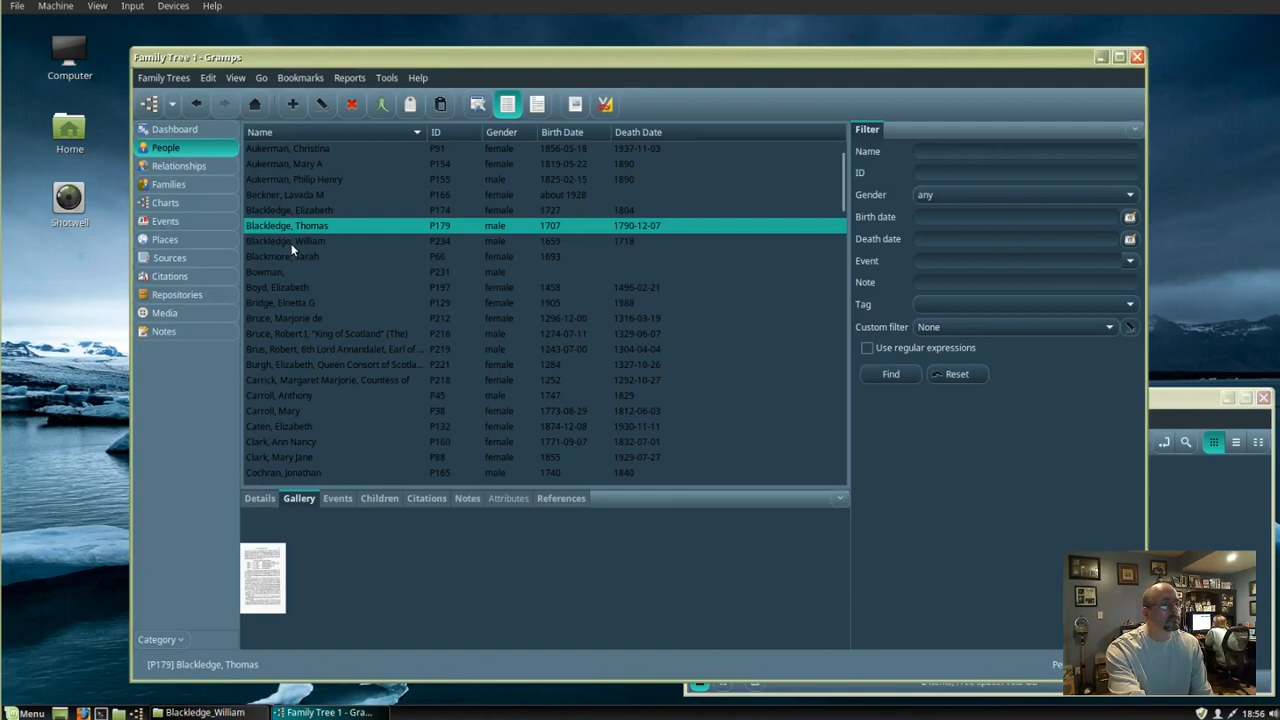 File Machine View Input Devices Help
Computer
Home
Shotwell
Family Tree 1 - Gramps
Family Trees Edit View Go Bookmarks Reports Tools Help
Dashboard
People
Relationships
Families
Charts
Events
Places
Sources
Citations
Repositories
Media
Notes
Category
Name ID Gender Birth Date Death Date
Aukerman, Christina P91 female 1856-05-18 1937-11-03
Aukerman, Mary A P154 female 1819-05-22 1890
Aukerman, Philip Henry P155 male 1825-02-15 1890
Beckner, Lavada M P166 female about 1928
Blackledge, Elizabeth P174 female 1727 1804
Blackledge, Thomas P179 male 1707 1790-12-07
Blackledge, William P234 male 1659 1718
Blackmore, Sarah P66 female 1693
Bowman, P231 male
Boyd, Elizabeth P197 female 1458 1496-02-21
Bridge, Elnetta G P129 female 1905 1988
Bruce, Marjorie de P212 female 1296-12-00 1316-03-19
Bruce, Robert I, "King of Scotland" (The) P216 male 1274-07-11 1329-06-07
Brus, Robert, 6th Lord Annandalet, Earl of ... P219 male 1243-07-00 1304-04-04
Burgh, Elizabeth, Queen Consort of Scotla... P221 female 1284 1327-10-26
Carrick, Margaret Marjorie, Countess of P218 female 1252 1292-10-27
Carroll, Anthony P45 male 1747 1829
Carroll, Mary P38 female 1773-08-29 1812-06-03
Caten, Elizabeth P132 female 1874-12-08 1930-11-11
Clark, Ann Nancy P160 female 1771-09-07 1832-07-01
Clark, Mary Jane P88 female 1855 1929-07-27
Cochran, Jonathan P165 male 1740 1840
Filter
Name
ID
Gender any
Birth date
Death date
Event
Note
Tag
Custom filter None
Use regular expressions
Find Reset
Details Gallery Events Children Citations Notes Attributes References
[P179] Blackledge, Thomas
Menu Blackledge_William Family Tree 1 - Gra... 18:56